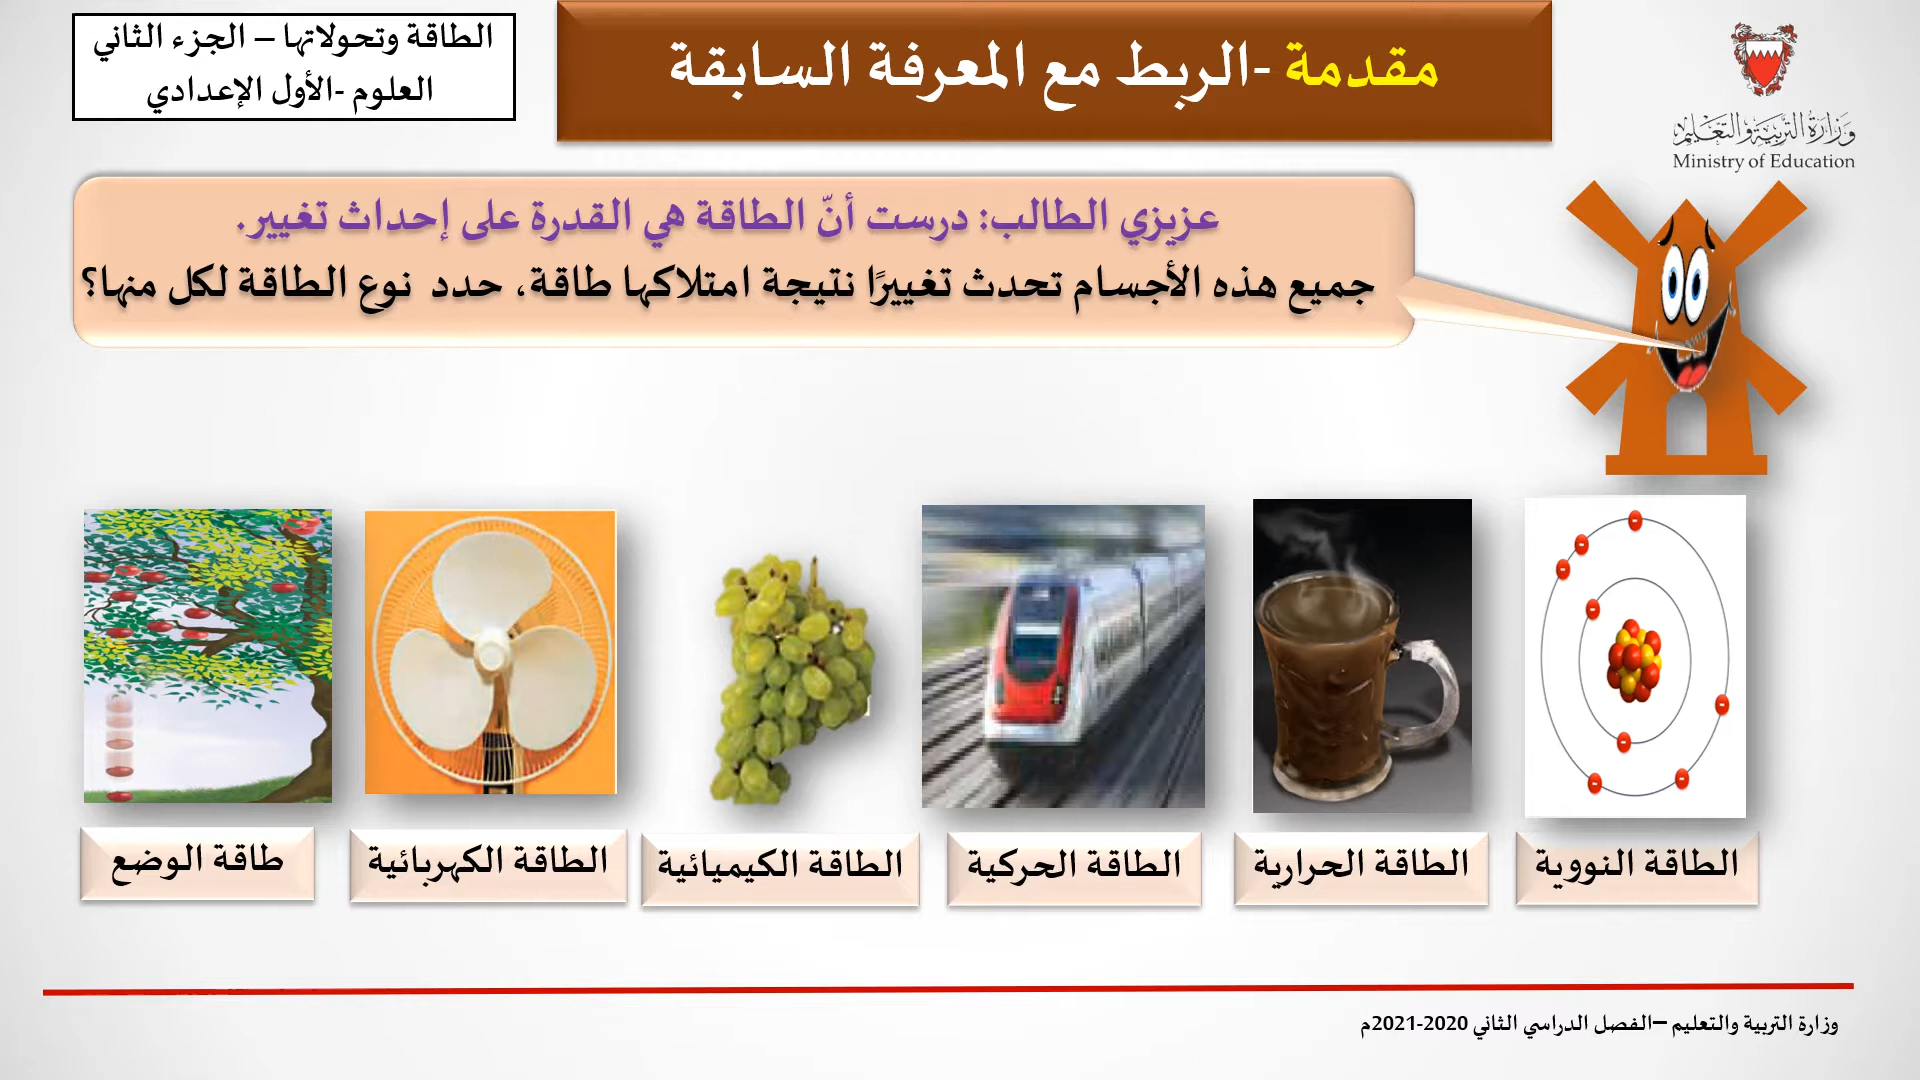 الطاقة وتحولاتها – الجزء الثاني
العلوم -الأول الإعدادي
مقدمة -الربط مع المعرفة السابقة
وزارة التربية والتعليم
Ministry of Education
عزيزي الطالب: درست أنّ الطاقة هي القدرة على إحداث تغيير.
جميع هذه الأجسام تحدث تغييرًا نتيجة امتلاكها طاقة، حدد نوع الطاقة لكل منها؟
الطاقة النووية
الطاقة الحرارية
الطاقة الحركية
الطاقة الكيميائية
الطاقة الكهربائية
طاقة الوضع
وزارة التربية والتعليم –الفصل الدراسي الثاني 2020-2021م